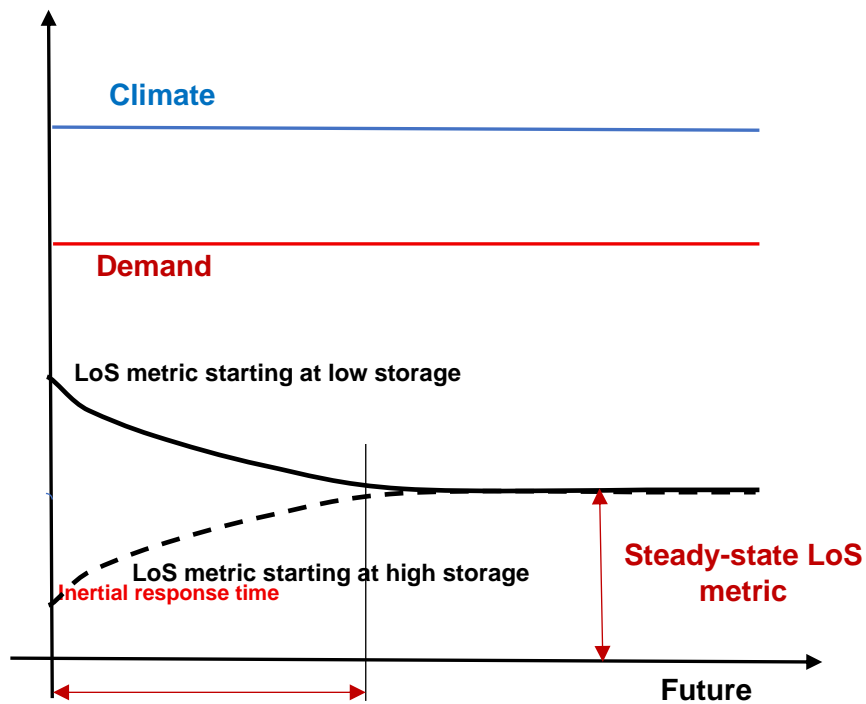 Climate
Demand
LoS metric starting at low storage
LoS metric starting at high storage
Inertial response time
Steady-state LoS
metric
Future